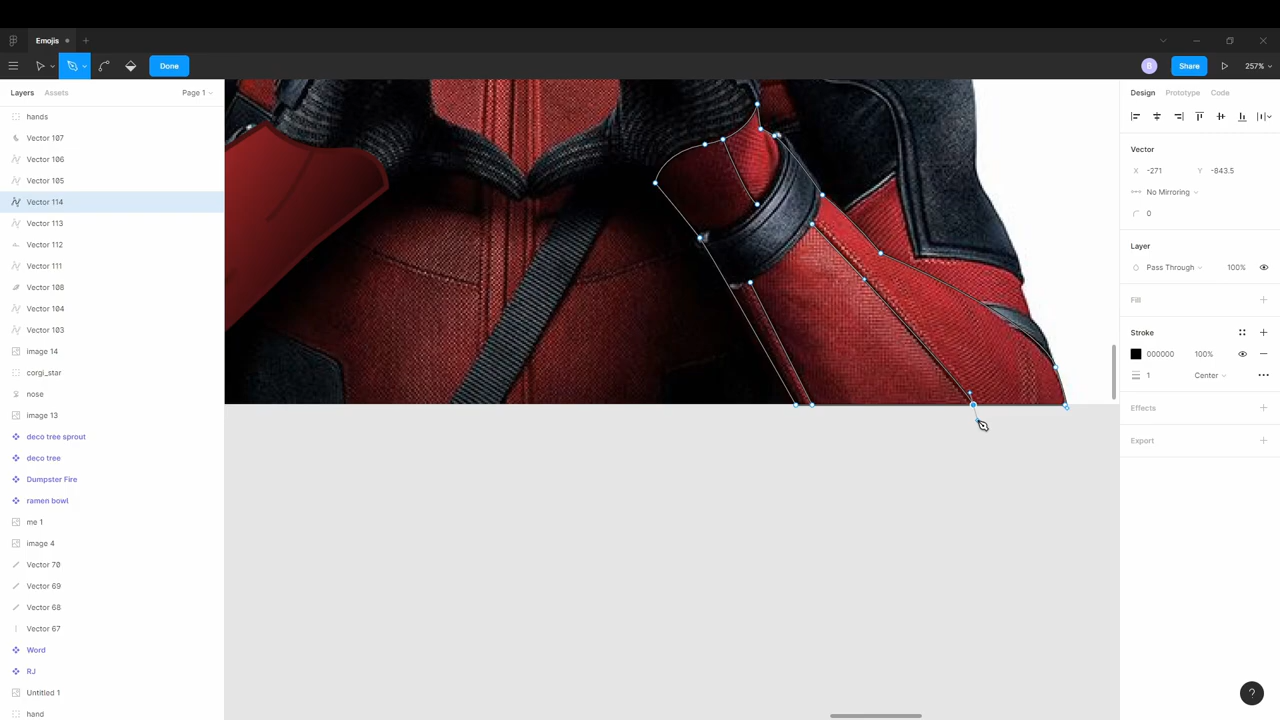 Emojis
Done
Share
257%
Layers
Assets
Page 1
Design
Prototype
Code
hands
Vector 107
Vector 106
Vector 105
Vector 114
Vector 113
Vector 112
Vector 111
Vector 108
Vector 104
Vector 103
image 14
corgi_star
nose
image 13
deco tree sprout
deco tree
Dumpster Fire
ramen bowl
me 1
image 4
Vector 70
Vector 69
Vector 68
Vector 67
Word
RJ
Untitled 1
hand
Vector
X -271 Y -843.5
No Mirroring
0
Layer
Pass Through 100%
Fill
Stroke
000000 100%
1 Center
Effects
Export
?